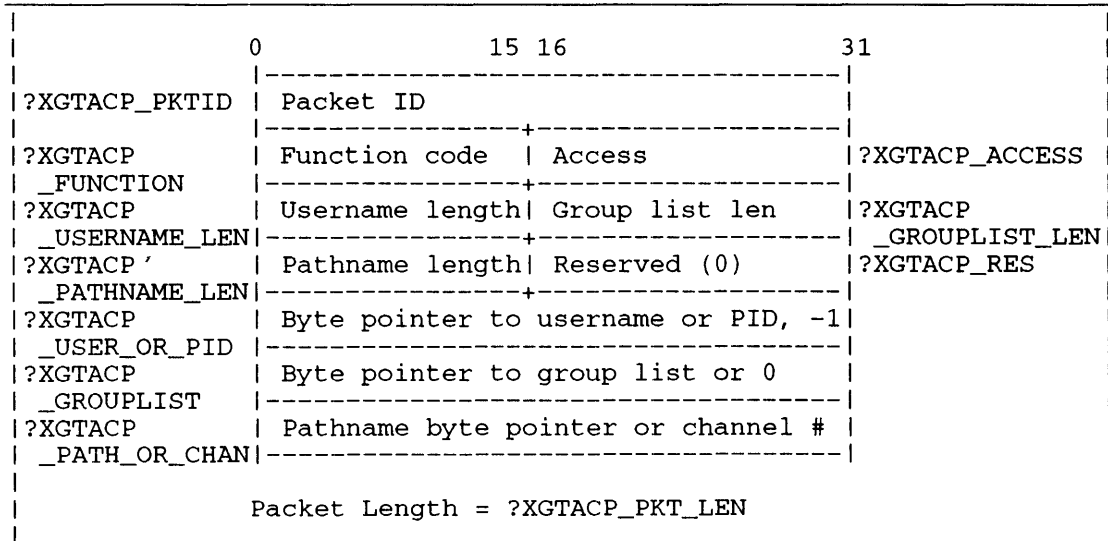 0 15 16 31
?XGTACP_PKTID | Packet ID
?XGTACP | Function code | Access | ?XGTACP_ACCESS
_FUNCTION
?XGTACP | Username length| Group list len | ?XGTACP
_USERNAME_LEN _GROUPLIST_LEN
?XGTACP ' | Pathname length| Reserved (0) | ?XGTACP_RES
_PATHNAME_LEN
?XGTACP | Byte pointer to username or PID, -1|
_USER_OR_PID
?XGTACP | Byte pointer to group list or 0 |
_GROUPLIST
?XGTACP | Pathname byte pointer or channel # |
_PATH_OR_CHAN
Packet Length = ?XGTACP_PKT_LEN